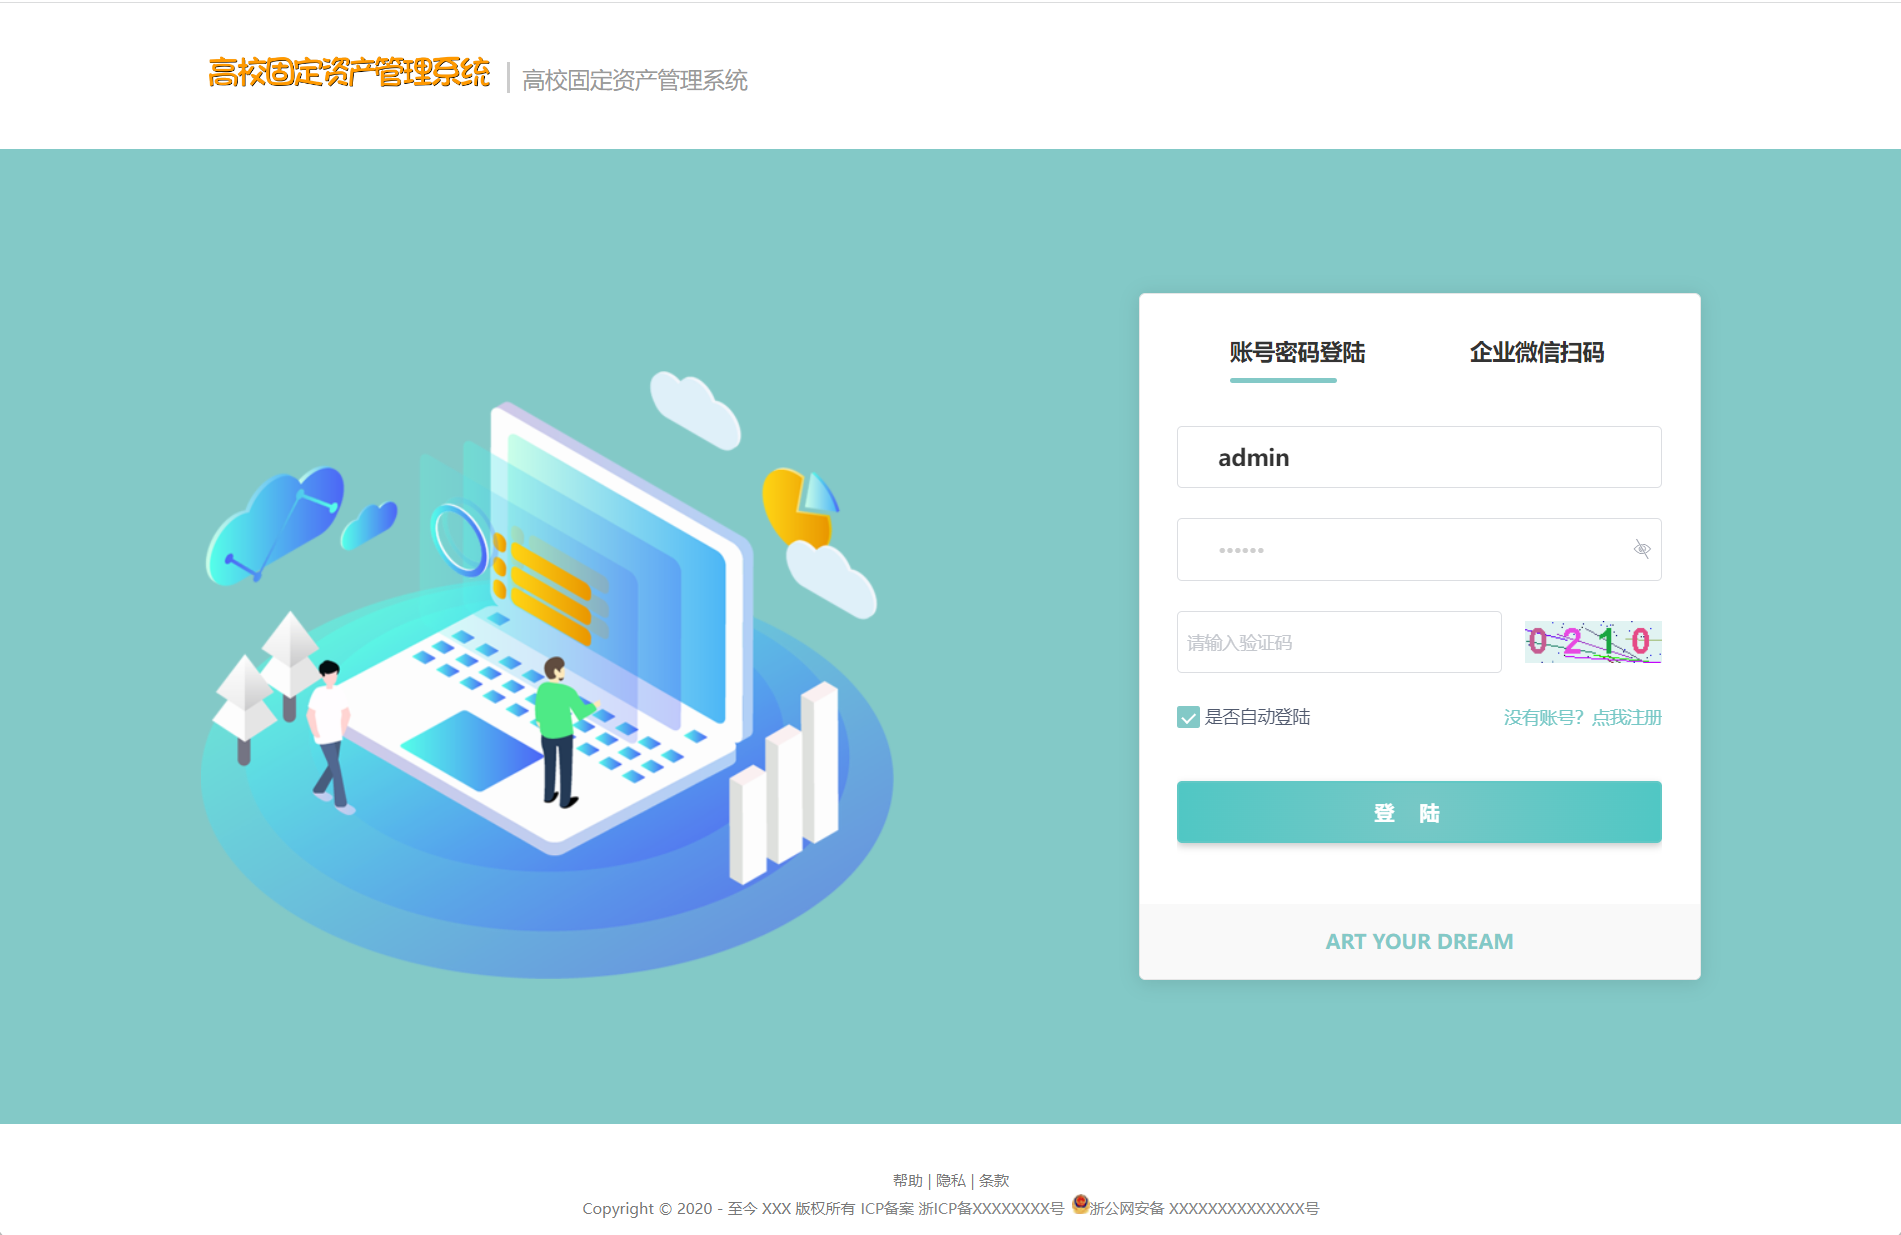 高校固定资产管理系统 高校固定资产管理系统
账号密码登陆 企业微信扫码
admin
••••••
请输入验证码 0210
是否自动登陆 没有账号？点我注册
登 陆
ART YOUR DREAM
帮助 | 隐私 | 条款
Copyright © 2020 - 至今 XXX 版权所有 ICP备案 浙ICP备XXXXXXXX号 浙公网安备 XXXXXXXXXXXXXX号